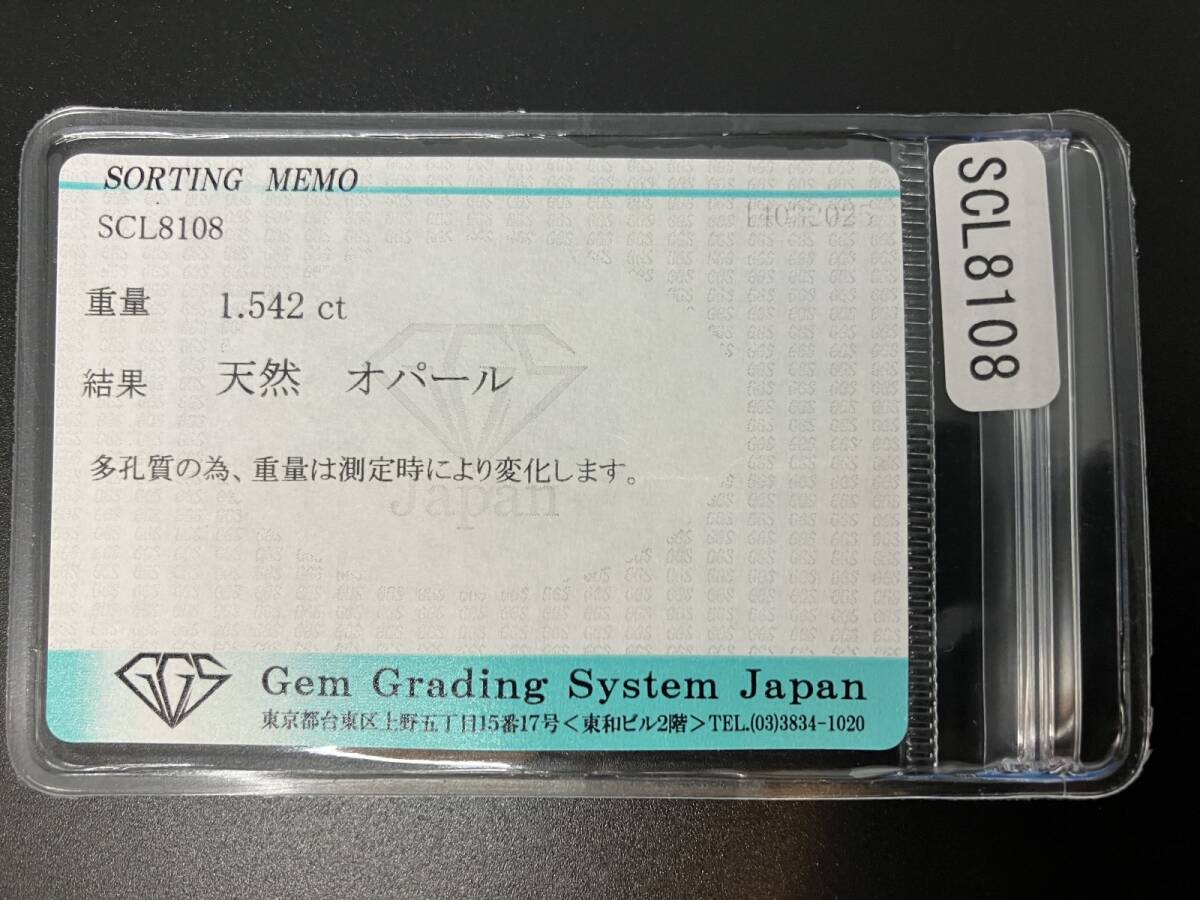 SORTING MEMO
SCL8108
重量 1.542 ct
結果 天然 オパール
多孔質の為、重量は測定時により変化します。
Japan
GGS
Gem Grading System Japan
東京都台東区上野五丁目15番17号＜東和ビル2階＞TEL.(03)3834-1020
SCL8108